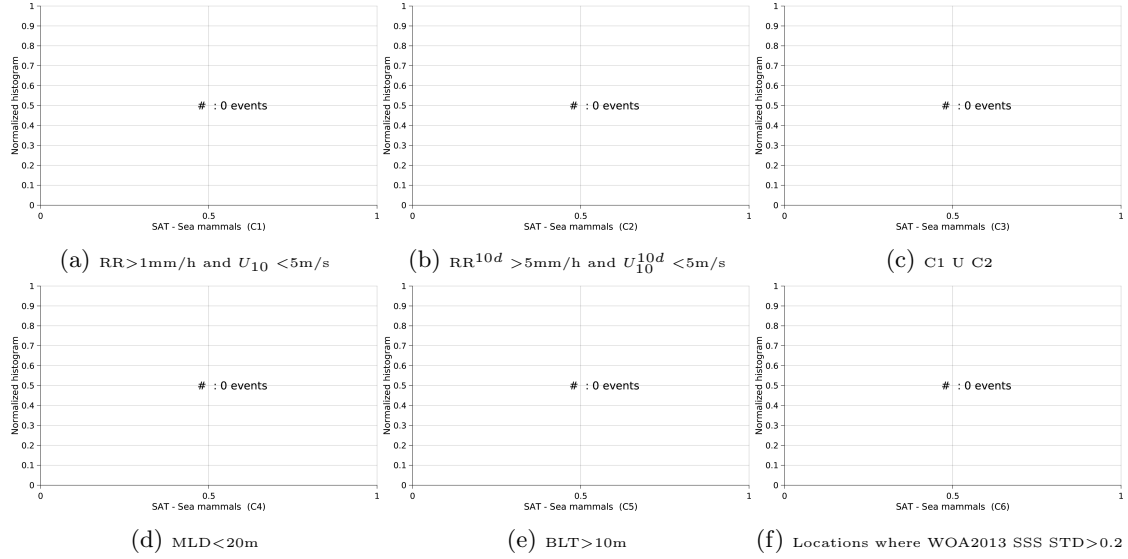 Normalized histogram
1
0.9
0.8
0.7
0.6
0.5
0.4
0.3
0.2
0.1
0
# : 0 events
0 0.5 1
SAT - Sea mammals (C1)
(a) RR>1mm/h and U10 <5m/s
Normalized histogram
1
0.9
0.8
0.7
0.6
0.5
0.4
0.3
0.2
0.1
0
# : 0 events
0 0.5 1
SAT - Sea mammals (C2)
(b) RR^10d >5mm/h and U10^10d <5m/s
Normalized histogram
1
0.9
0.8
0.7
0.6
0.5
0.4
0.3
0.2
0.1
0
# : 0 events
0 0.5 1
SAT - Sea mammals (C3)
(c) C1 U C2
Normalized histogram
1
0.9
0.8
0.7
0.6
0.5
0.4
0.3
0.2
0.1
0
# : 0 events
0 0.5 1
SAT - Sea mammals (C4)
(d) MLD<20m
Normalized histogram
1
0.9
0.8
0.7
0.6
0.5
0.4
0.3
0.2
0.1
0
# : 0 events
0 0.5 1
SAT - Sea mammals (C5)
(e) BLT>10m
Normalized histogram
1
0.9
0.8
0.7
0.6
0.5
0.4
0.3
0.2
0.1
0
# : 0 events
0 0.5 1
SAT - Sea mammals (C6)
(f) Locations where WOA2013 SSS STD>0.2